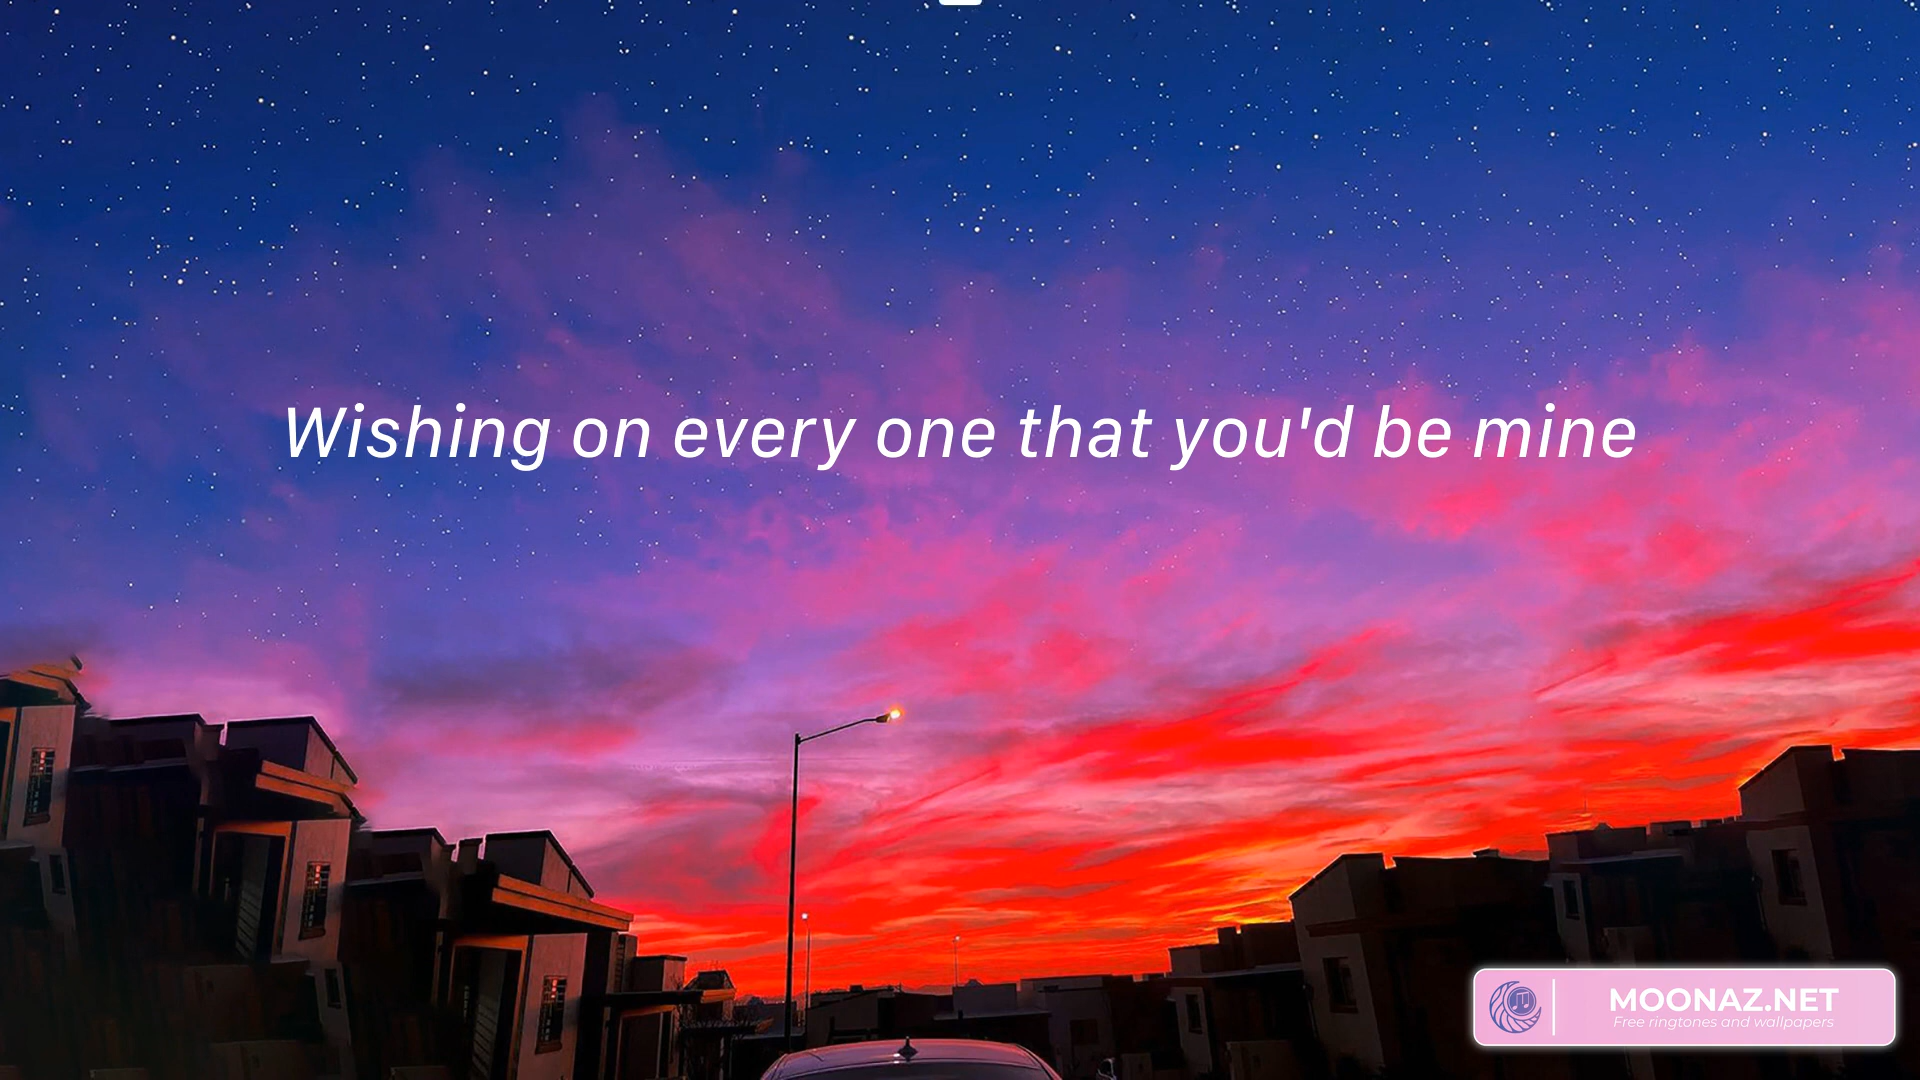 Wishing on every one that you'd be mine
MOONAZ.NET
Free ringtones and wallpapers